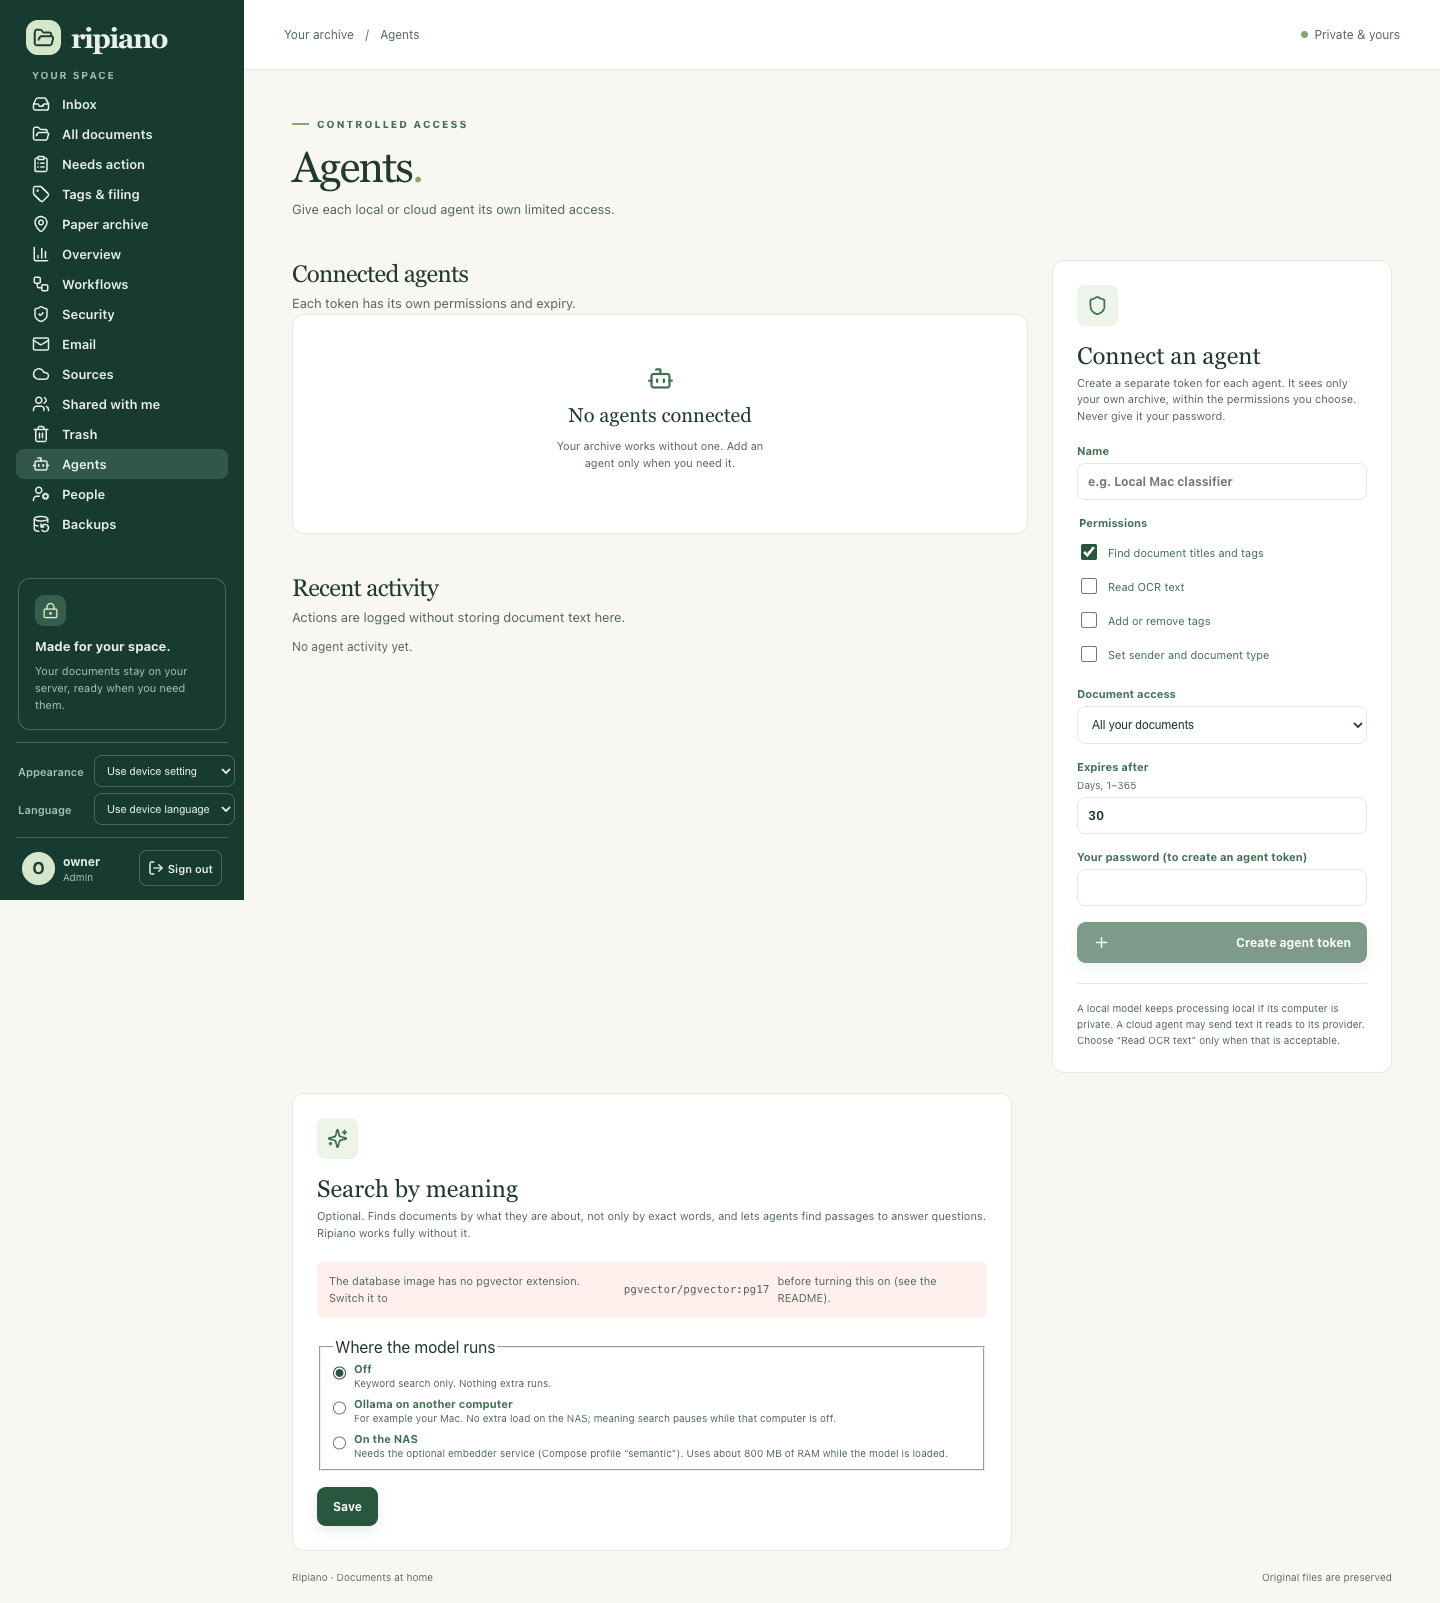 ripiano
YOUR SPACE
Inbox
All documents
Needs action
Tags & filing
Paper archive
Overview
Workflows
Security
Email
Sources
Shared with me
Trash
Agents
People
Backups
Made for your space.
Your documents stay on your
server, ready when you need
them.
Appearance
Use device setting
Language
Use device language
O
owner
Admin
Sign out
Your archive / Agents
Private & yours
CONTROLLED ACCESS
Agents.
Give each local or cloud agent its own limited access.
Connected agents
Each token has its own permissions and expiry.
No agents connected
Your archive works without one. Add an
agent only when you need it.
Recent activity
Actions are logged without storing document text here.
No agent activity yet.
Connect an agent
Create a separate token for each agent. It sees only
your own archive, within the permissions you choose.
Never give it your password.
Name
e.g. Local Mac classifier
Permissions
Find document titles and tags
Read OCR text
Add or remove tags
Set sender and document type
Document access
All your documents
Expires after
Days, 1–365
30
Your password (to create an agent token)
Create agent token
A local model keeps processing local if its computer is
private. A cloud agent may send text it reads to its provider.
Choose “Read OCR text” only when that is acceptable.
Search by meaning
Optional. Finds documents by what they are about, not only by exact words, and lets agents find passages to answer questions.
Ripiano works fully without it.
The database image has no pgvector extension.
Switch it to
pgvector/pgvector:pg17
before turning this on (see the
README).
Where the model runs
Off
Keyword search only. Nothing extra runs.
Ollama on another computer
For example your Mac. No extra load on the NAS; meaning search pauses while that computer is off.
On the NAS
Needs the optional embedder service (Compose profile “semantic”). Uses about 800 MB of RAM while the model is loaded.
Save
Ripiano · Documents at home
Original files are preserved